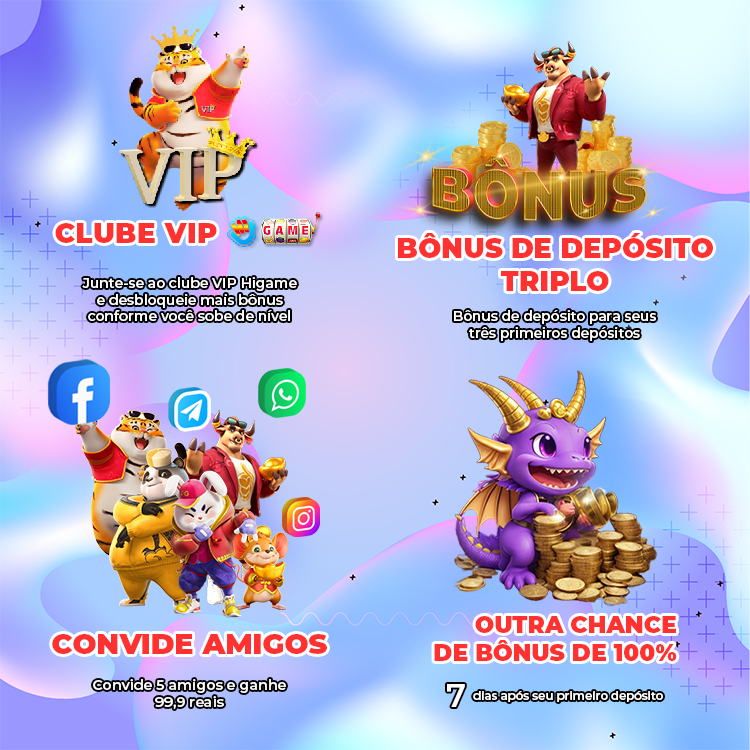 VIP
VIP
CLUBE VIP GAME
Junte-se ao clube VIP Higame
e desbloqueie mais bônus
conforme você sobe de nível
BÔNUS
BÔNUS DE DEPÓSITO
TRIPLO
Bônus de depósito para seus
três primeiros depósitos
CONVIDE AMIGOS
Convide 5 amigos e ganhe
99,9 reais
OUTRA CHANCE
DE BÔNUS DE 100%
7 dias após seu primeiro depósito